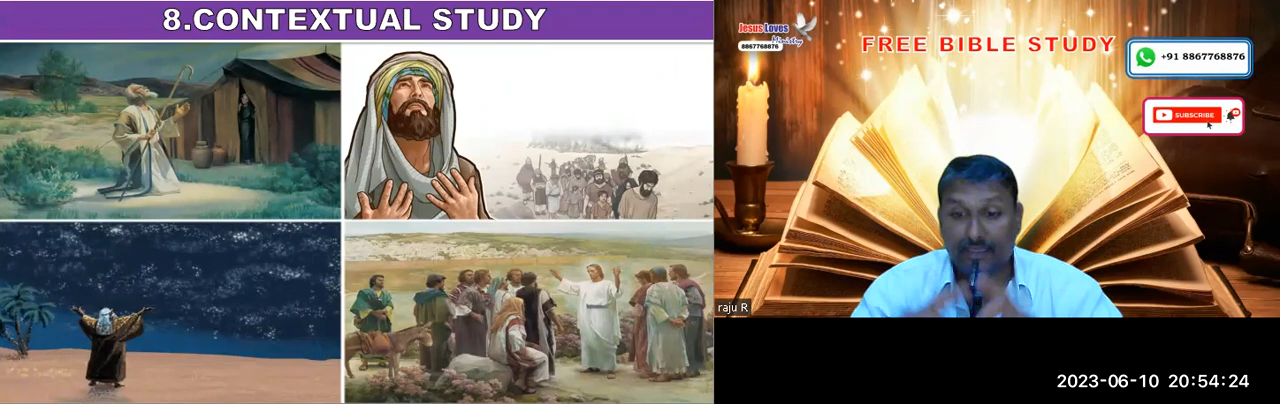 8.CONTEXTUAL STUDY
Jesus Loves
Ministry
8867768876
FREE BIBLE STUDY
+91 8867768876
SUBSCRIBE
raju R
2023-06-10 20:54:24